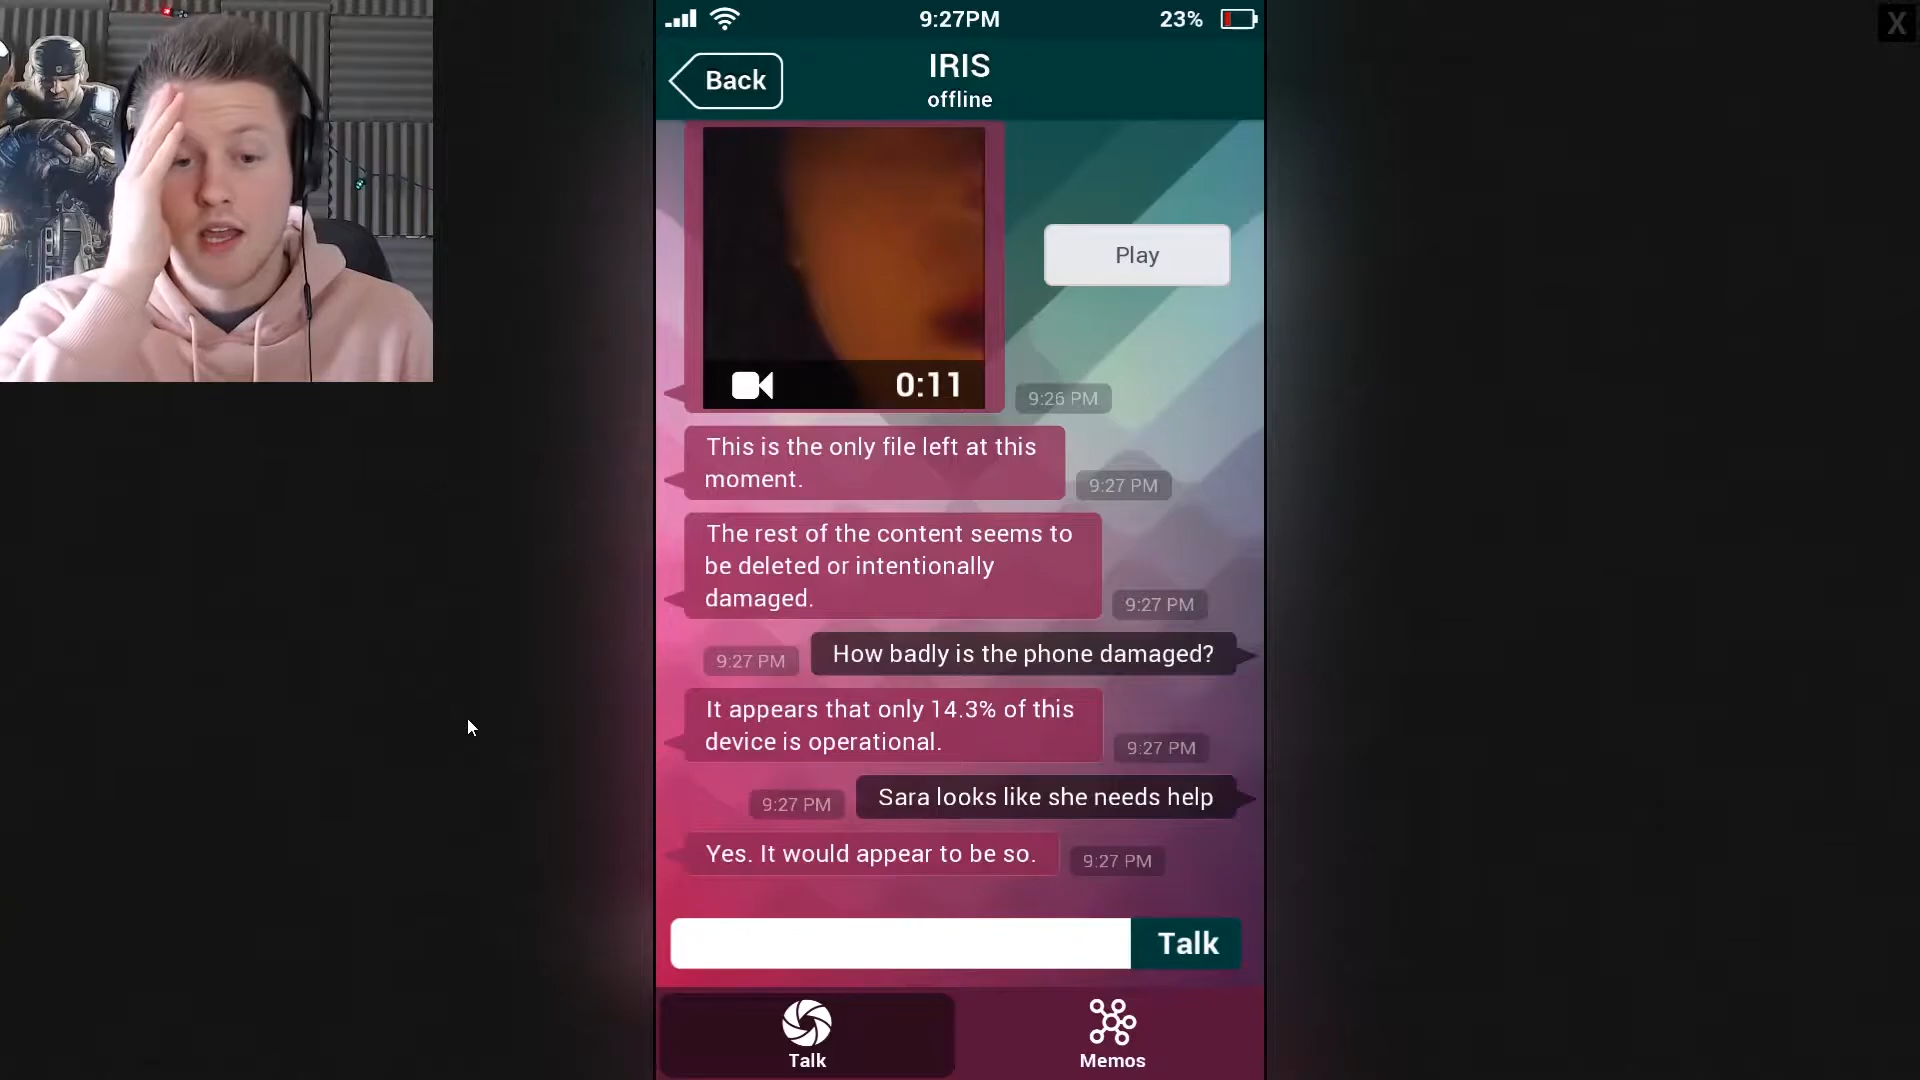 9:27PM
23%
X
Back
IRIS
offline
Play
0:11
9:26 PM
This is the only file left at this
moment.
9:27 PM
The rest of the content seems to
be deleted or intentionally
damaged.
9:27 PM
9:27 PM
How badly is the phone damaged?
It appears that only 14.3% of this
device is operational.
9:27 PM
9:27 PM
Sara looks like she needs help
Yes. It would appear to be so.
9:27 PM
Talk
Talk
Memos